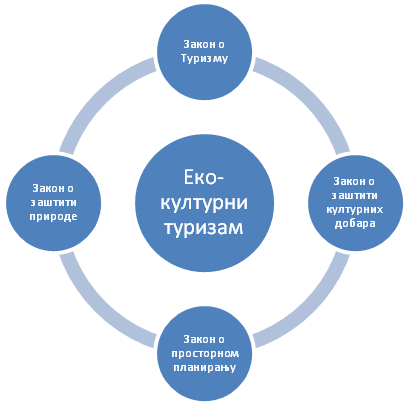 Закон о
Туризму
Еко-
културни
туризам
Закон о
заштити
природе
Закон о
заштити
културних
добара
Закон о
просторном
планирању